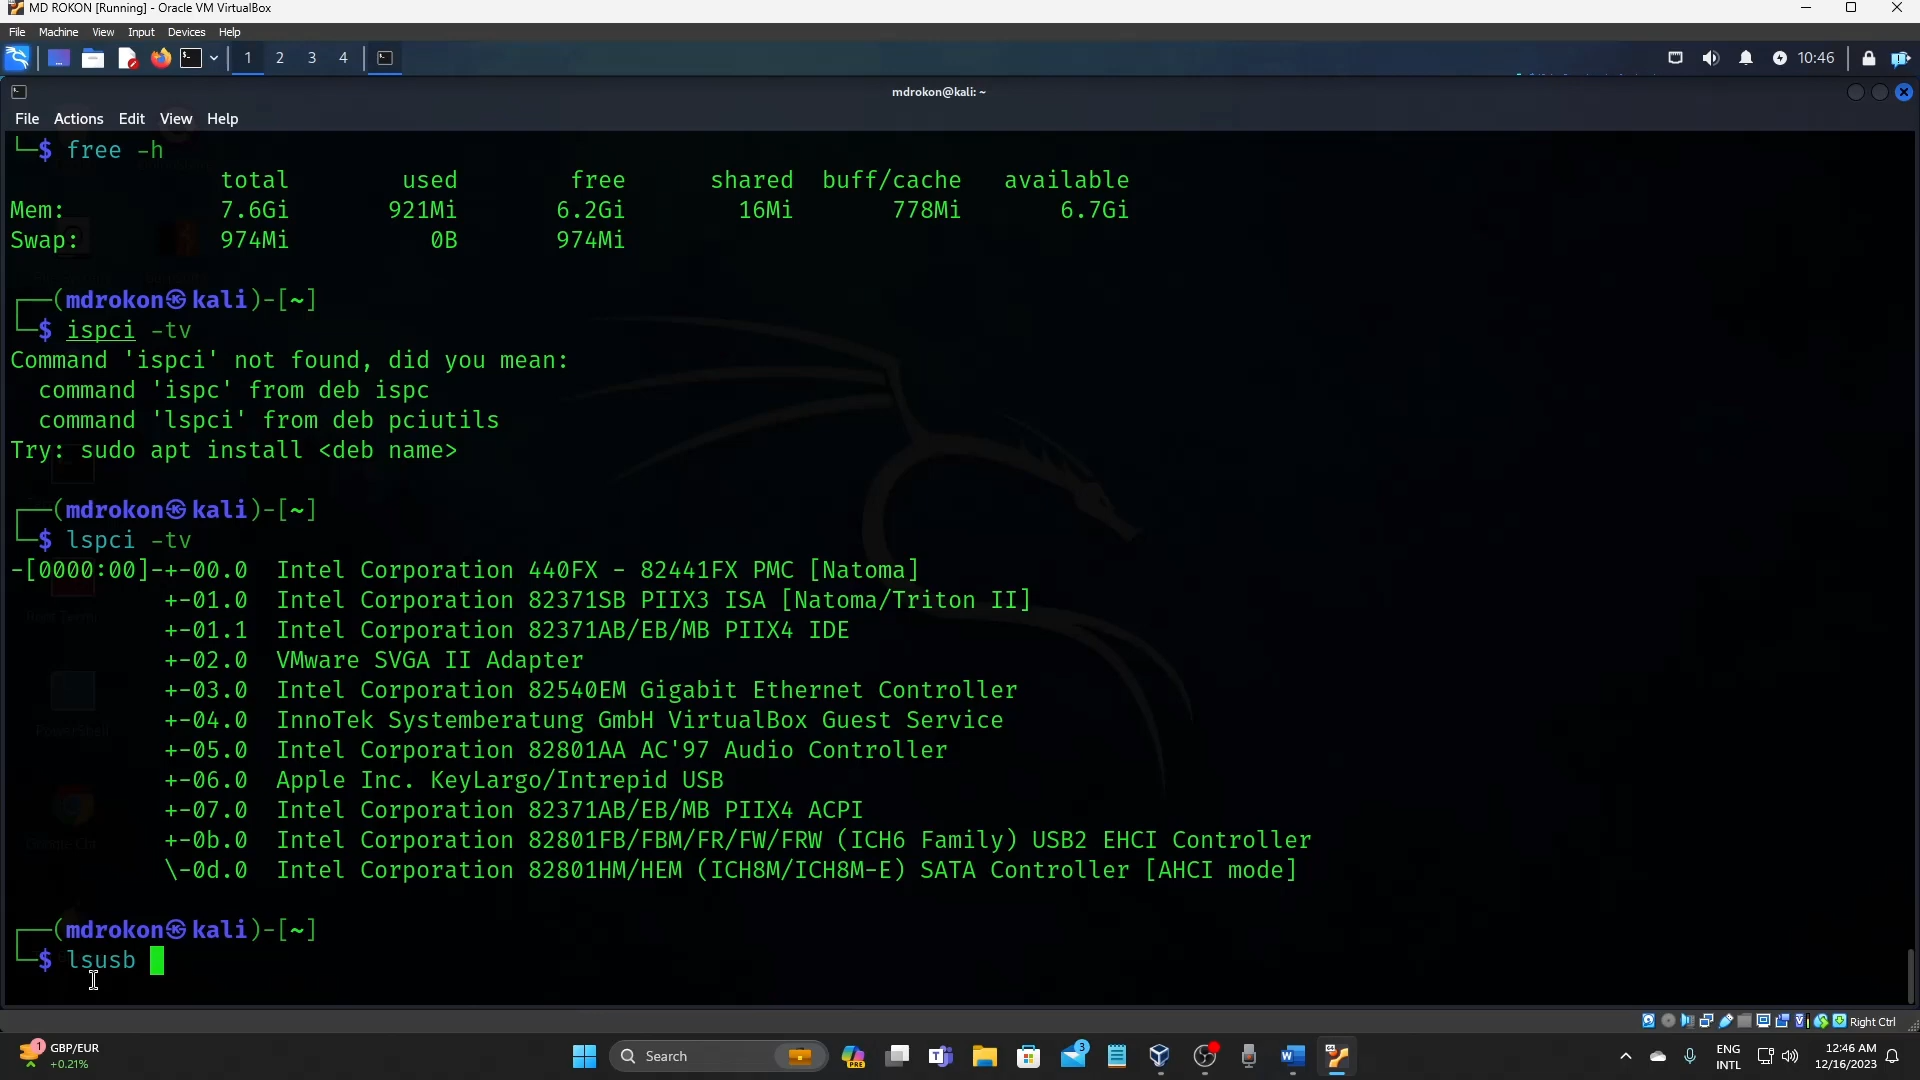 MD ROKON [Running] - Oracle VM VirtualBox
File Machine View Input Devices Help
1 2 3 4 10:46
mdrokon@kali: ~
File Actions Edit View Help
└─$ free -h
total used free shared buff/cache available
Mem: 7.6Gi 921Mi 6.2Gi 16Mi 778Mi 6.7Gi
Swap: 974Mi 0B 974Mi
┌──(mdrokon㉿kali)-[~]
└─$ ispci -tv
Command 'ispci' not found, did you mean:
command 'ispc' from deb ispc
command 'lspci' from deb pciutils
Try: sudo apt install <deb name>
┌──(mdrokon㉿kali)-[~]
└─$ lspci -tv
-[0000:00]-+-00.0 Intel Corporation 440FX - 82441FX PMC [Natoma]
+-01.0 Intel Corporation 82371SB PIIX3 ISA [Natoma/Triton II]
+-01.1 Intel Corporation 82371AB/EB/MB PIIX4 IDE
+-02.0 VMware SVGA II Adapter
+-03.0 Intel Corporation 82540EM Gigabit Ethernet Controller
+-04.0 InnoTek Systemberatung GmbH VirtualBox Guest Service
+-05.0 Intel Corporation 82801AA AC'97 Audio Controller
+-06.0 Apple Inc. KeyLargo/Intrepid USB
+-07.0 Intel Corporation 82371AB/EB/MB PIIX4 ACPI
+-0b.0 Intel Corporation 82801FB/FBM/FR/FW/FRW (ICH6 Family) USB2 EHCI Controller
\-0d.0 Intel Corporation 82801HM/HEM (ICH8M/ICH8M-E) SATA Controller [AHCI mode]
┌──(mdrokon㉿kali)-[~]
└─$ lsusb
PowerShell
Right Ctrl
1 GBP/EUR
+0.21%
Search
PRE
3
ENG
INTL
12:46 AM
12/16/2023